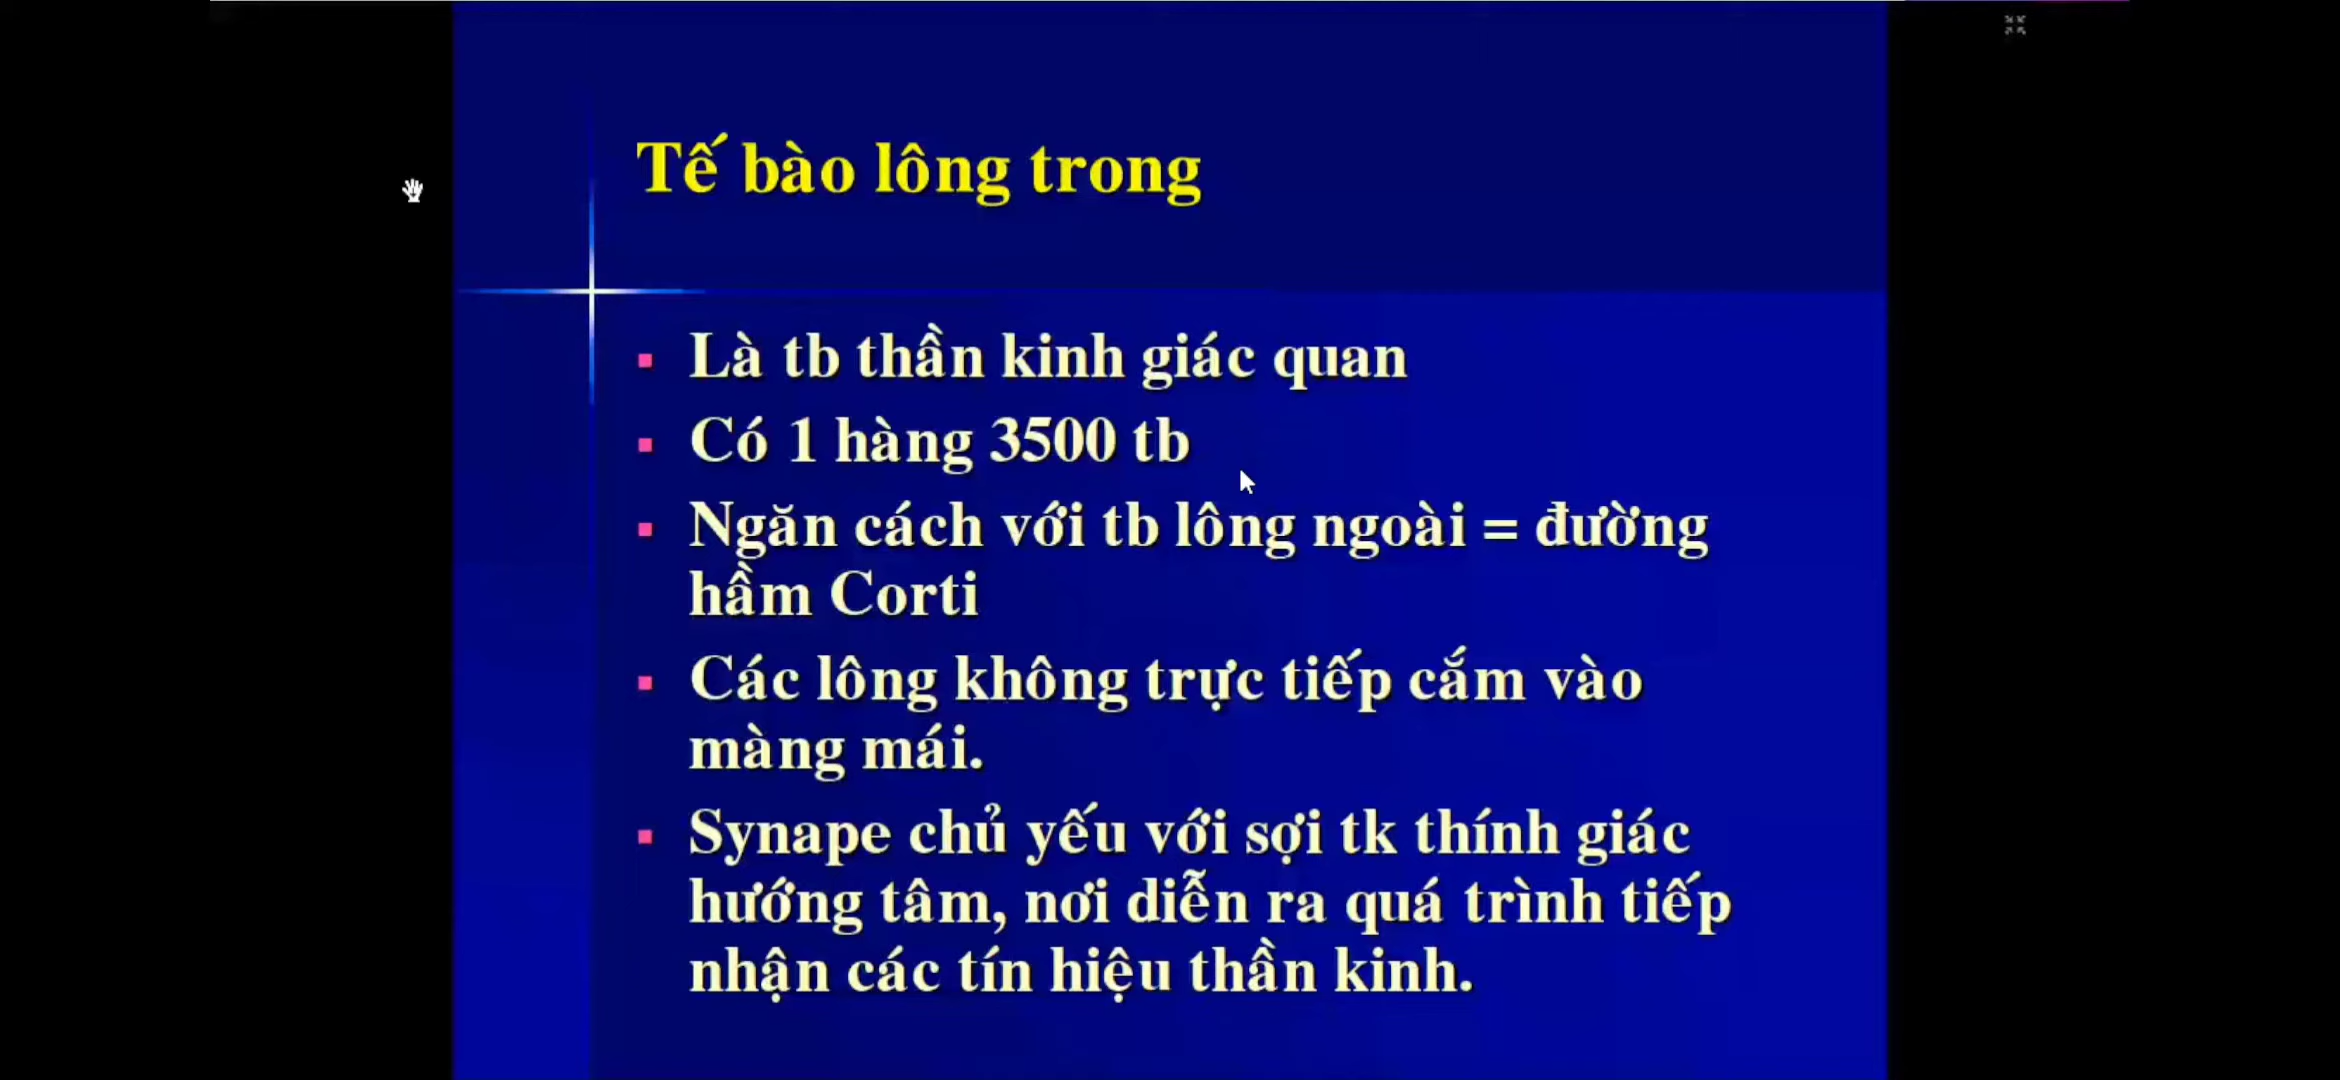 Tế bào lông trong
Là tb thần kinh giác quan
Có 1 hàng 3500 tb
Ngăn cách với tb lông ngoài = đường
hầm Corti
Các lông không trực tiếp cắm vào
màng mái.
Synape chủ yếu với sợi tk thính giác
hướng tâm, nơi diễn ra quá trình tiếp
nhận các tín hiệu thần kinh.